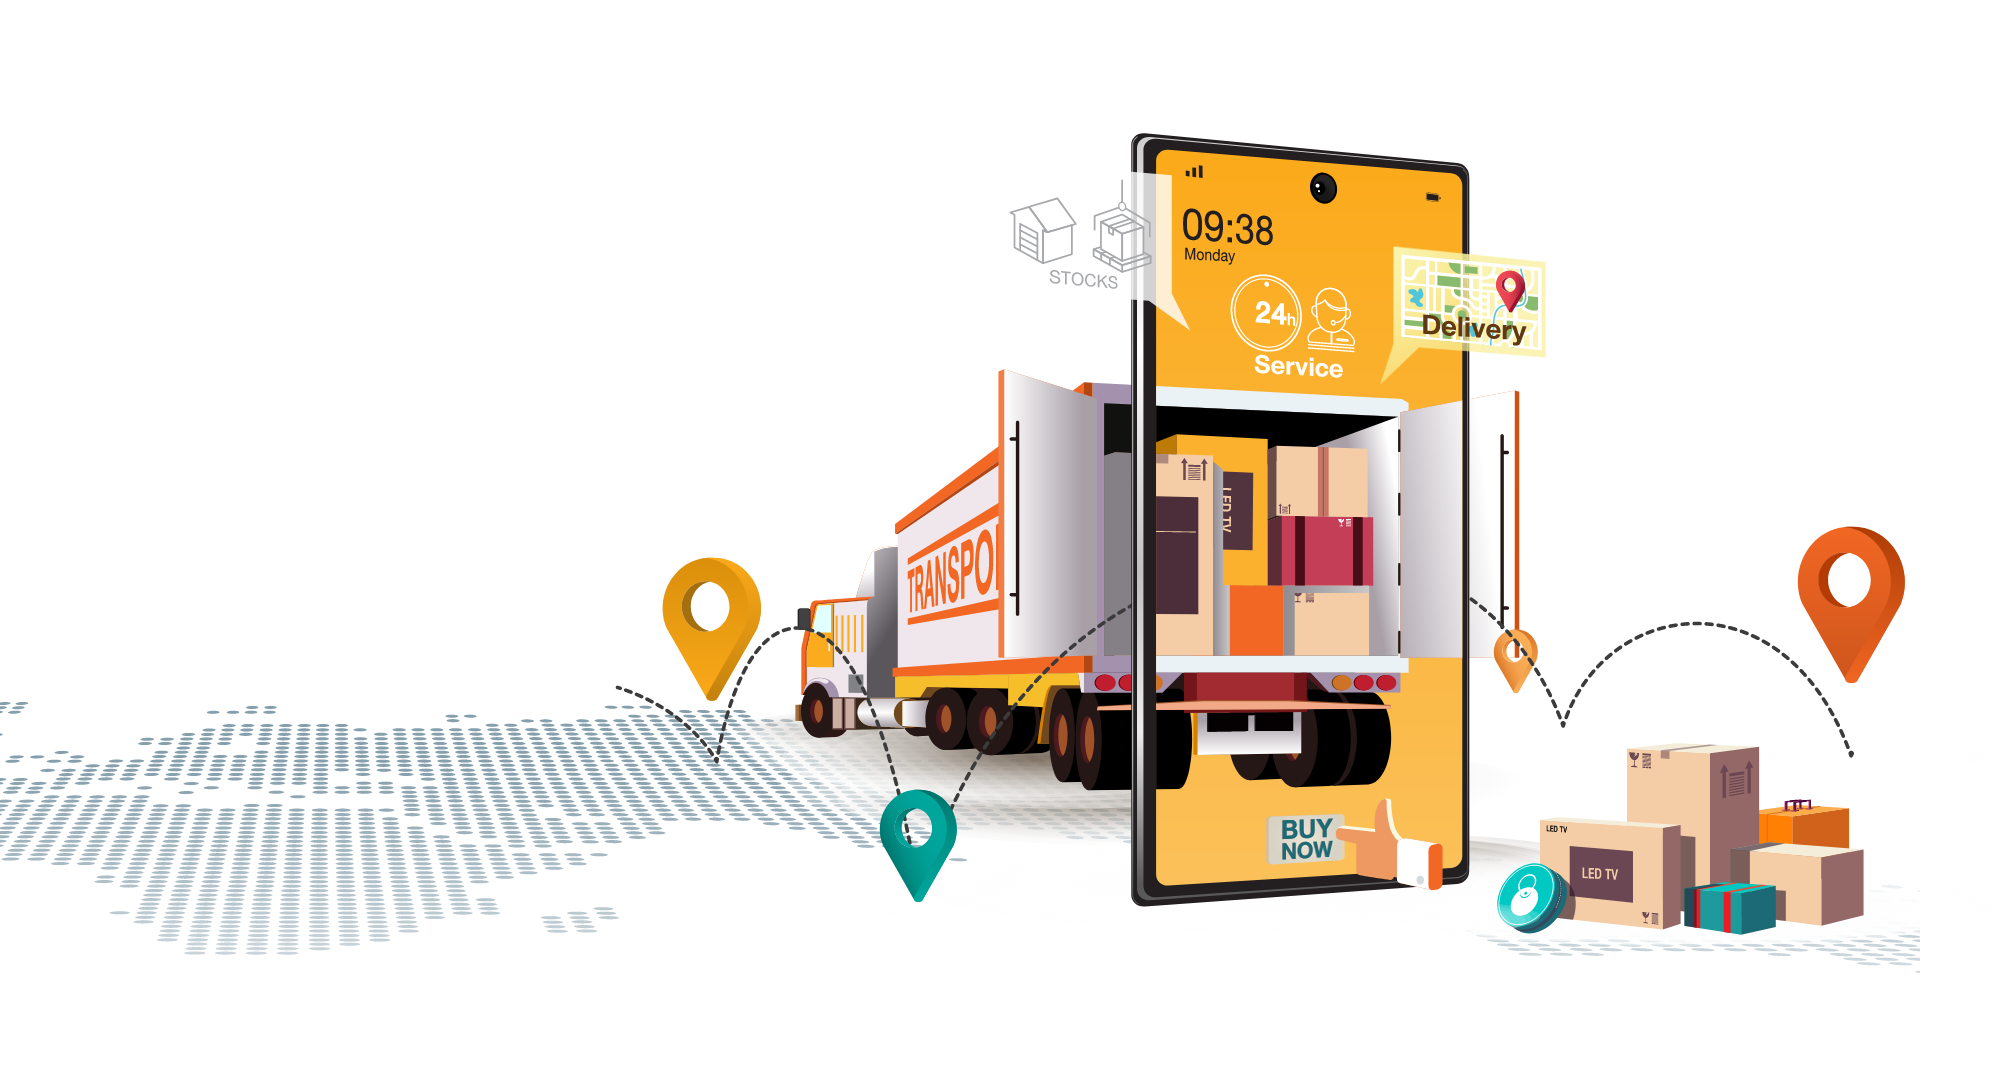 09:38
Monday
STOCKS
24h
Service
Delivery
LED TV
TRANSPO
BUY
NOW
LED TV
LED TV